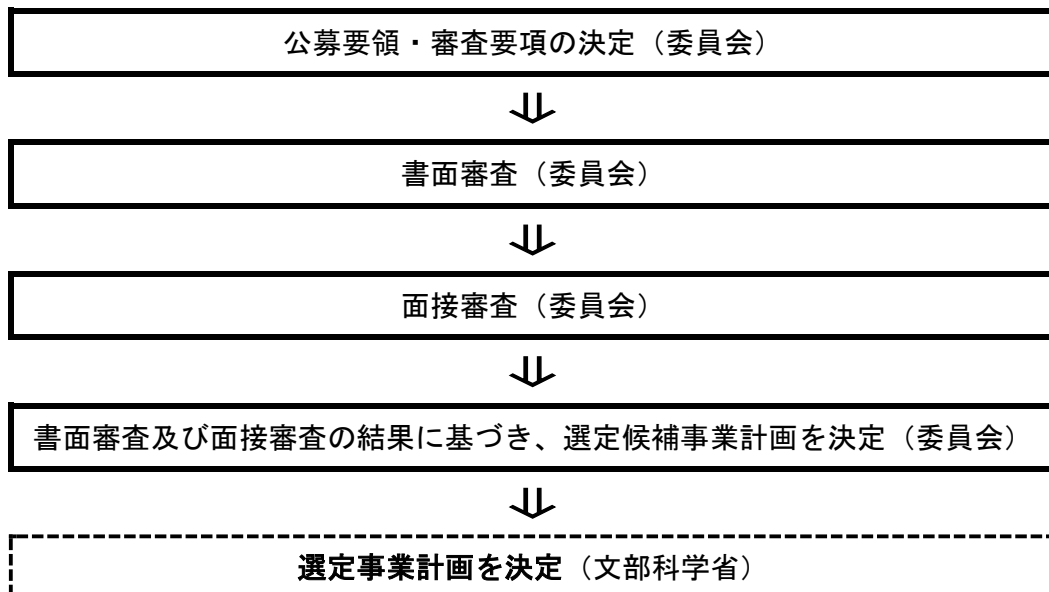 公募要領・審査要項の決定（委員会）
⇓
書面審査（委員会）
⇓
面接審査（委員会）
⇓
書面審査及び面接審査の結果に基づき、選定候補事業計画を決定（委員会）
⇓
選定事業計画を決定（文部科学省）